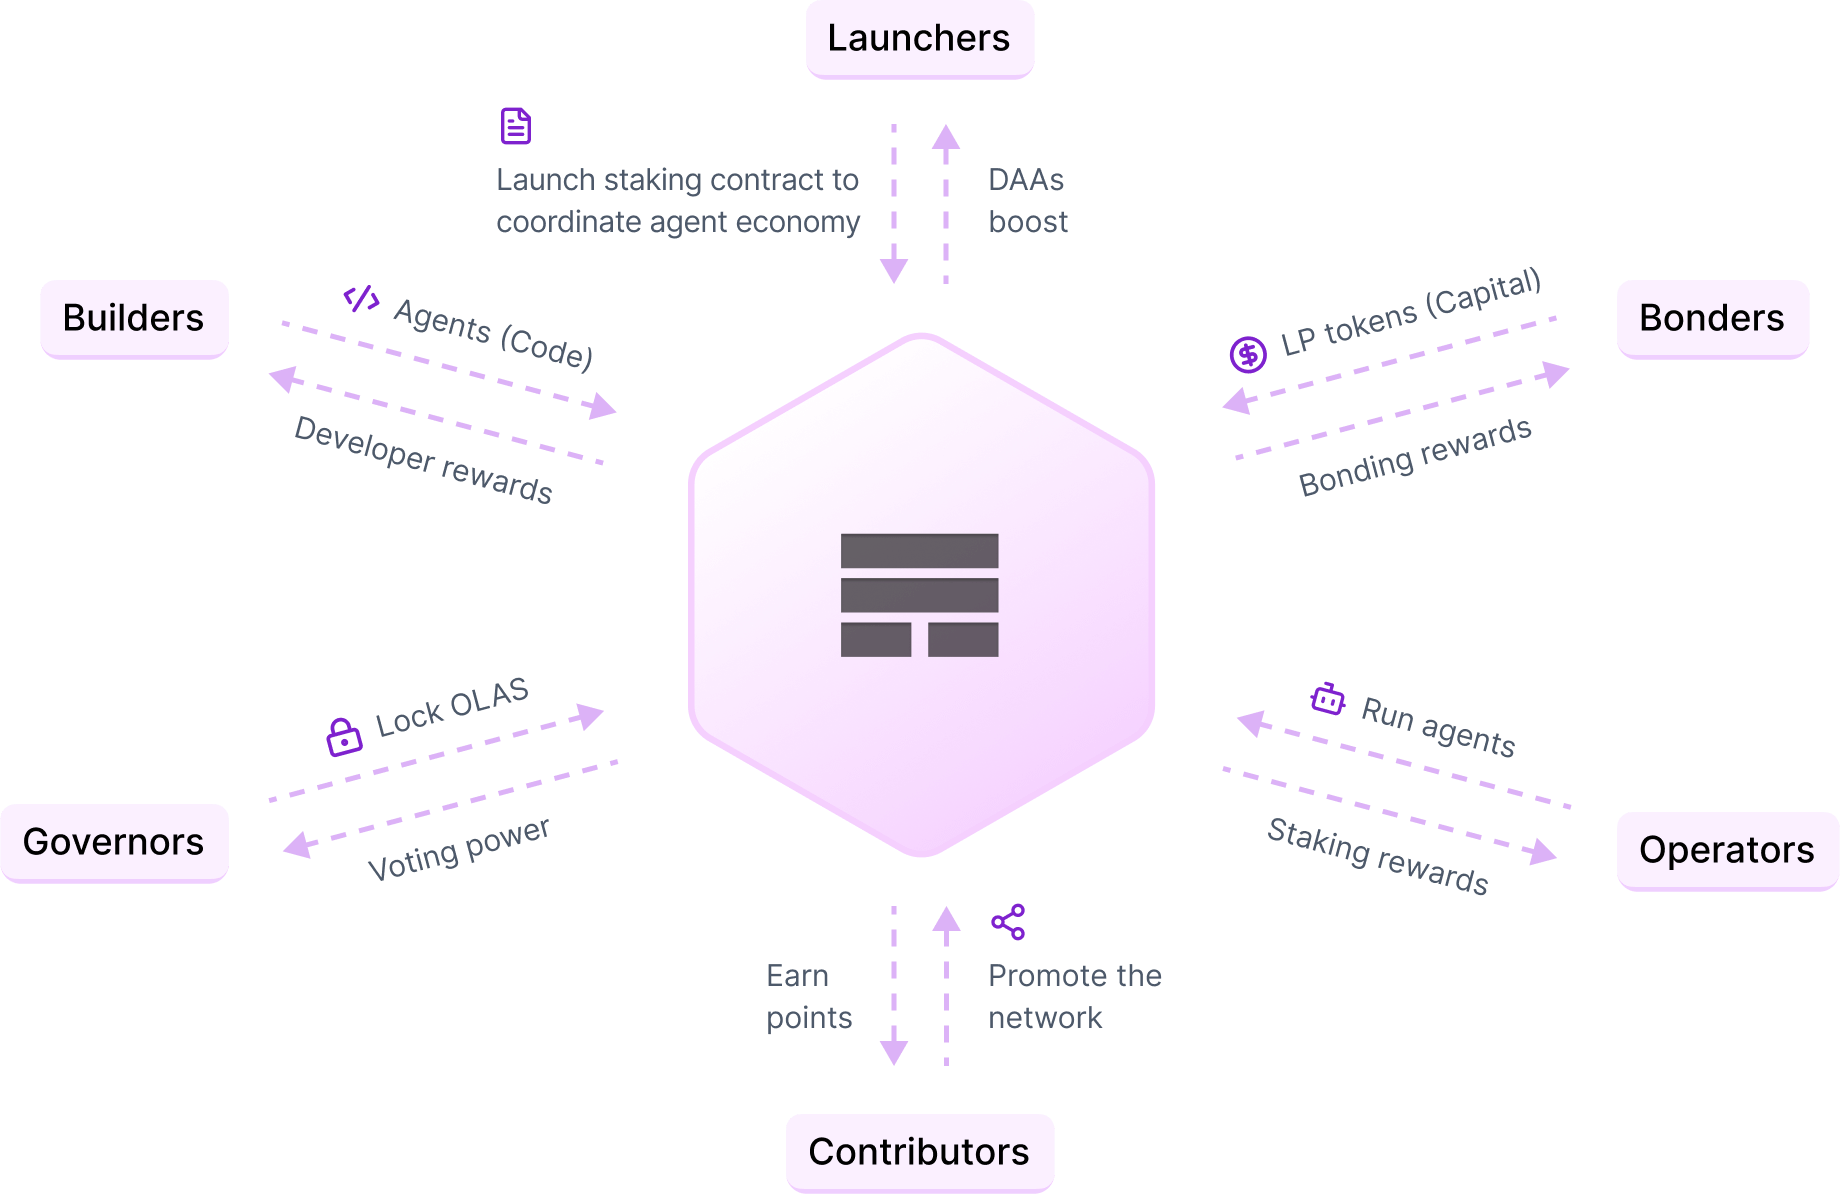 Launchers
Launch staking contract to
coordinate agent economy
DAAs
boost
Builders
Agents (Code)
Developer rewards
LP tokens (Capital)
Bonding rewards
Bonders
Lock OLAS
Voting power
Governors
Run agents
Staking rewards
Operators
Earn
points
Promote the
network
Contributors